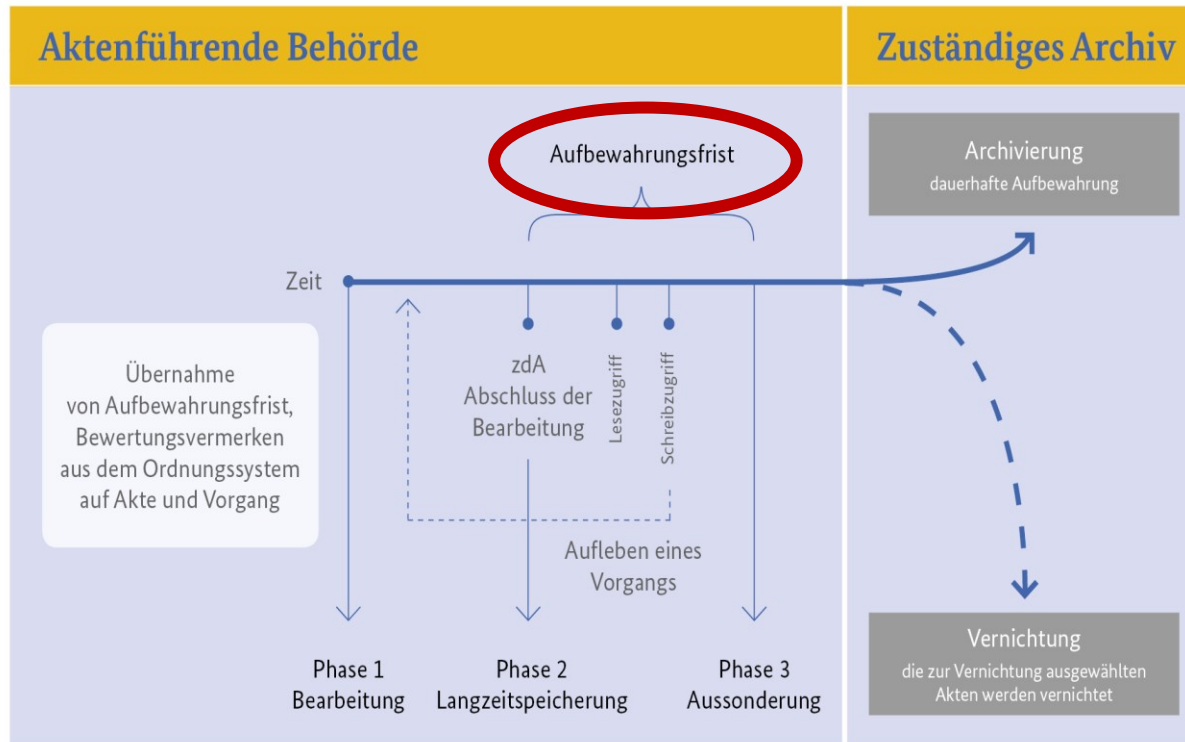 Aktenführende Behörde
Zuständiges Archiv
Aufbewahrungsfrist
Archivierung
dauerhafte Aufbewahrung
Zeit
Übernahme
von Aufbewahrungsfrist,
Bewertungsvermerken
aus dem Ordnungssystem
auf Akte und Vorgang
zdA
Abschluss der
Bearbeitung
Lesezugriff
Schreibzugriff
Aufleben eines
Vorgangs
Phase 1
Bearbeitung
Phase 2
Langzeitspeicherung
Phase 3
Aussonderung
Vernichtung
die zur Vernichtung ausgewählten
Akten werden vernichtet